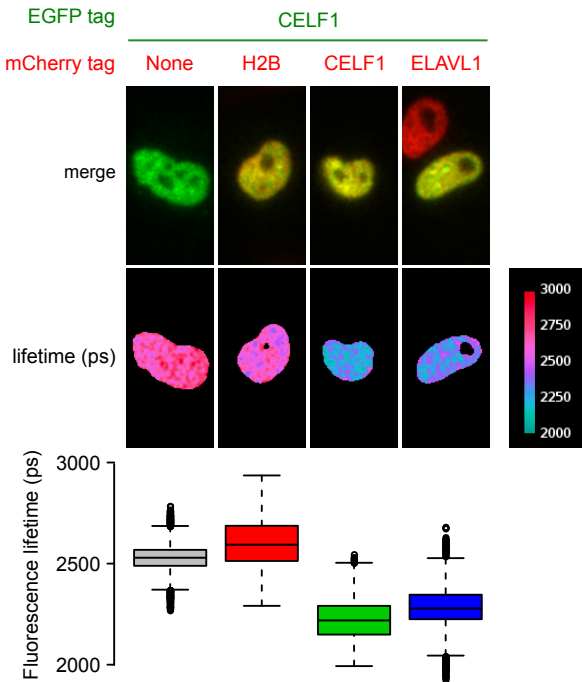 EGFP tag CELF1
mCherry tag None H2B CELF1 ELAVL1
merge
lifetime (ps)
3000
2750
2500
2250
2000
Fluorescence lifetime (ps)
3000
2500
2000